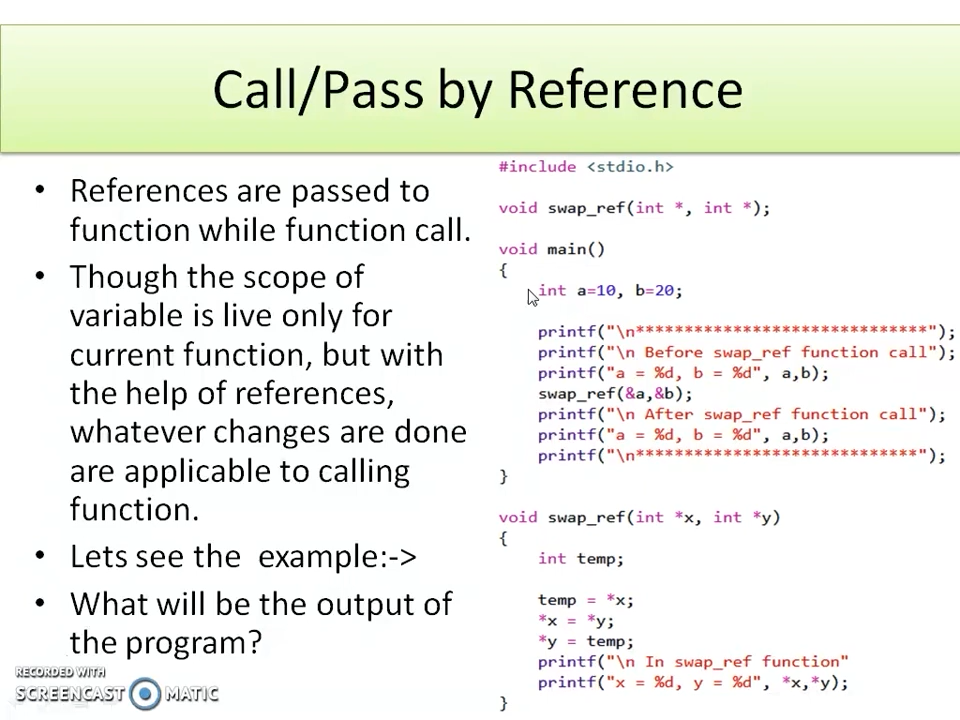 Call/Pass by Reference
• References are passed to
function while function call.
• Though the scope of
variable is live only for
current function, but with
the help of references,
whatever changes are done
are applicable to calling
function.
• Lets see the example:->
• What will be the output of
the program?
#include <stdio.h>
void swap_ref(int *, int *);
void main()
{
int a=10, b=20;
printf("\n******************************");
printf("\n Before swap_ref function call");
printf("a = %d, b = %d", a,b);
swap_ref(&a,&b);
printf("\n After swap_ref function call");
printf("a = %d, b = %d", a,b);
printf("\n*****************************");
}
void swap_ref(int *x, int *y)
{
int temp;
temp = *x;
*x = *y;
*y = temp;
printf("\n In swap_ref function"
printf("x = %d, y = %d", *x,*y);
}
RECORDED WITH
SCREENCAST MATIC